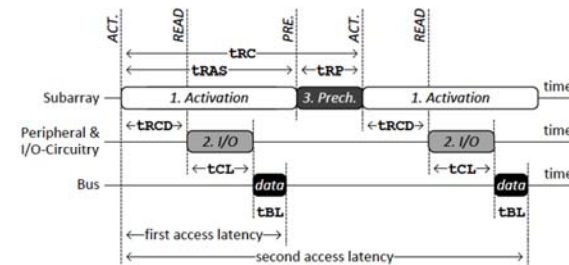 ACT. READ PRE. ACT. READ
tRC
tRAS tRP
Subarray 1. Activation 3. Prech. 1. Activation time
tRCD tRCD
Peripheral & I/O-Circuitry 2. I/O 2. I/O time
tCL tCL
Bus data data time
tBL tBL
first access latency
second access latency